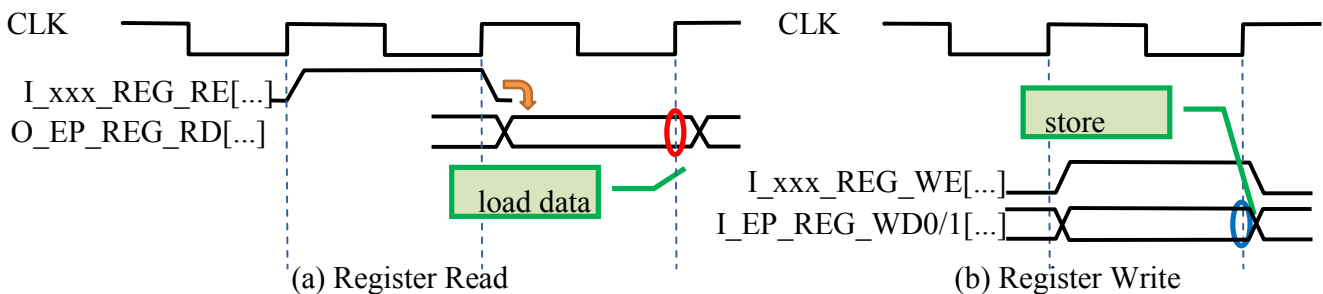 CLK
I_xxx_REG_RE[...]
O_EP_REG_RD[...]
load data
(a) Register Read
CLK
store
I_xxx_REG_WE[...]
I_EP_REG_WD0/1[...]
(b) Register Write